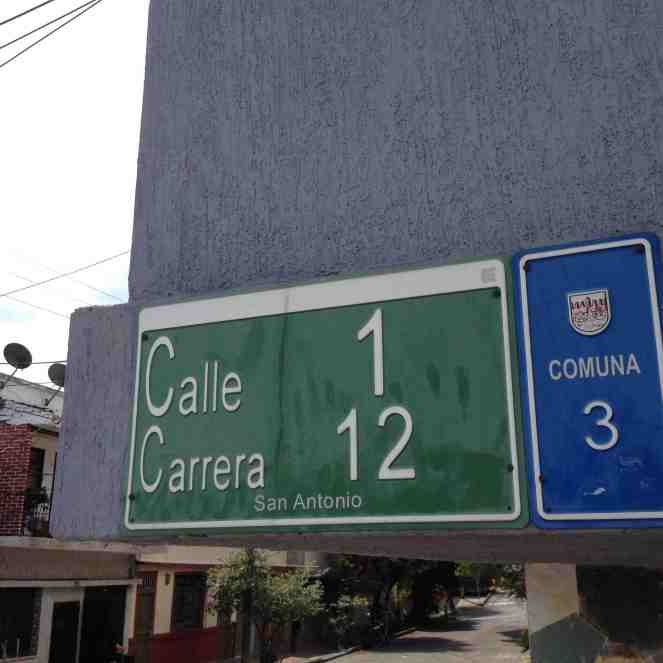 Calle 1
Carrera 12
San Antonio
COMUNA
3